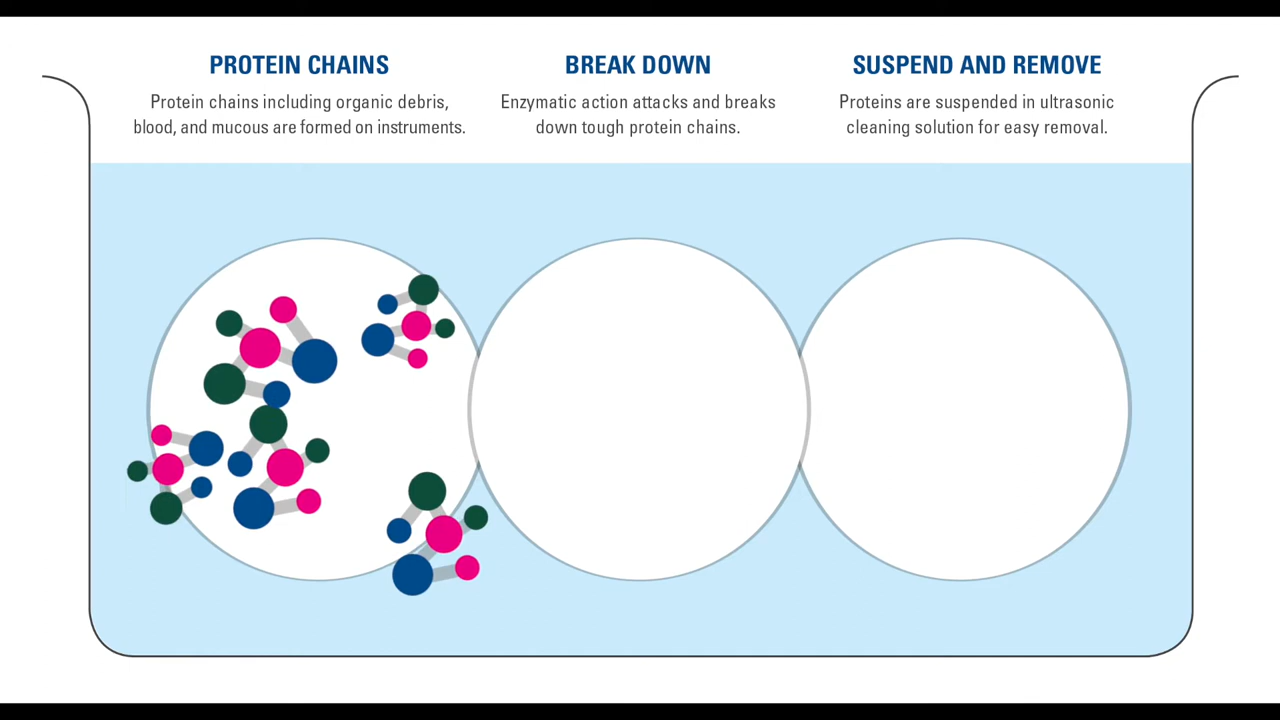 PROTEIN CHAINS
Protein chains including organic debris,
blood, and mucous are formed on instruments.
BREAK DOWN
Enzymatic action attacks and breaks
down tough protein chains.
SUSPEND AND REMOVE
Proteins are suspended in ultrasonic
cleaning solution for easy removal.